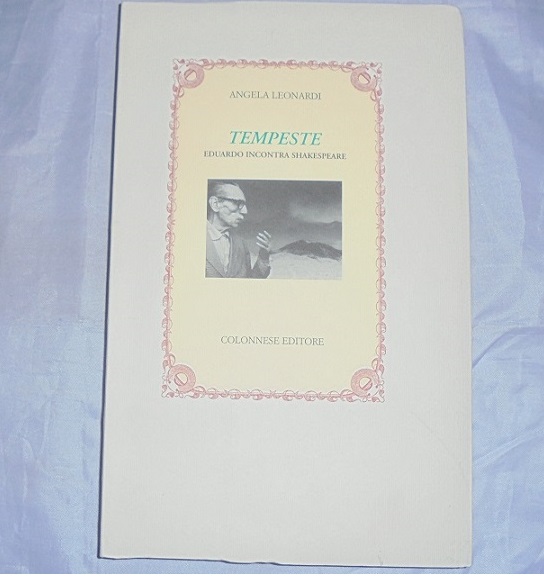 ANGELA LEONARDI
TEMPESTE
EDUARDO INCONTRA SHAKESPEARE
COLONNESE EDITORE